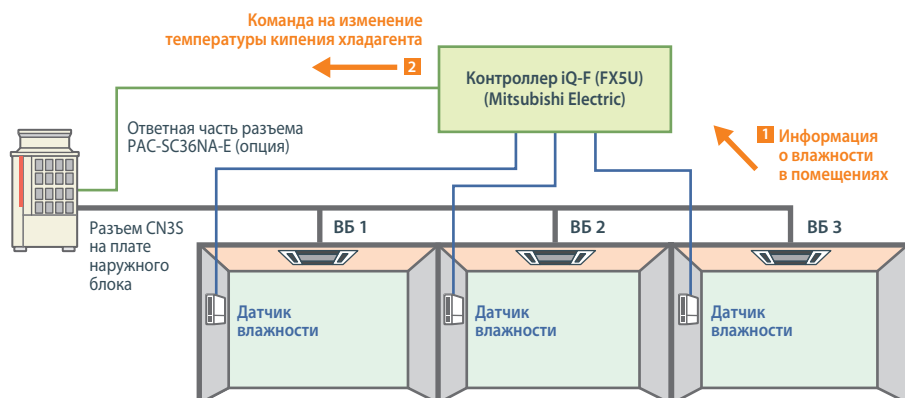 Команда на изменение
температуры кипения хладагента
2
Контроллер iQ-F (FX5U)
(Mitsubishi Electric)
Ответная часть разъема
PAC-SC36NA-E (опция)
1 Информация
о влажности
в помещениях
Разъем CN3S
на плате
наружного
блока
ВБ 1
ВБ 2
ВБ 3
Датчик
влажности
Датчик
влажности
Датчик
влажности